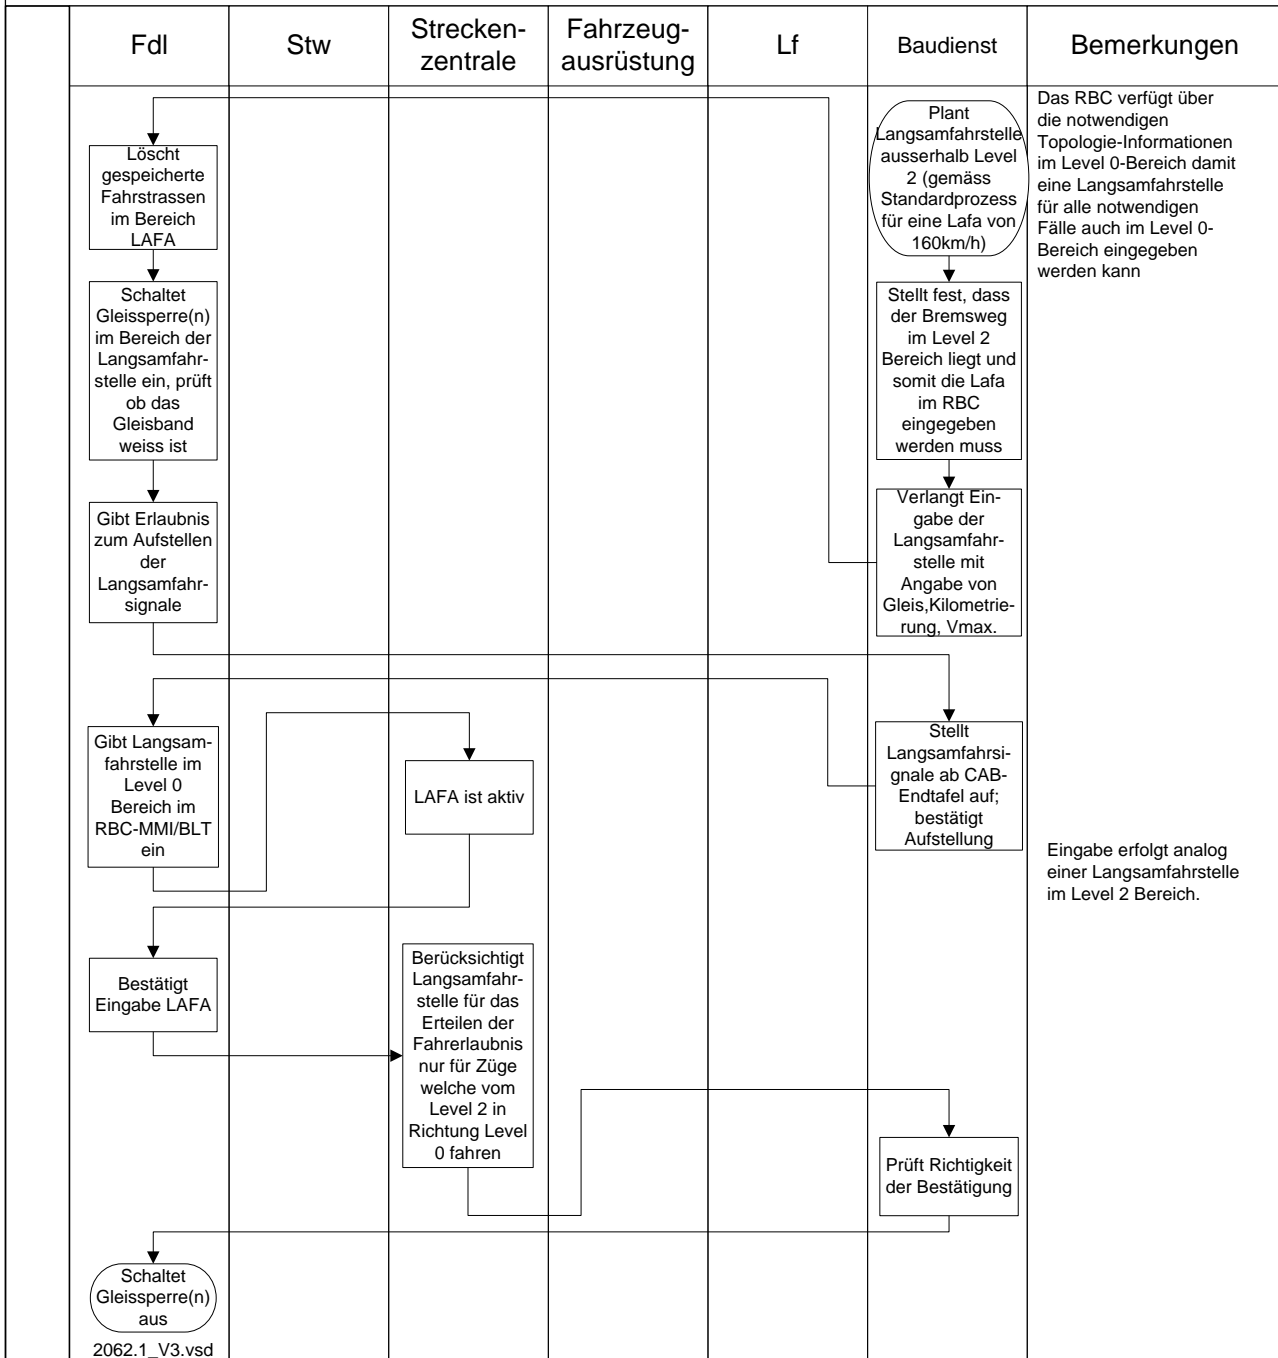 Fdl
Stw
Strecken-
zentrale
Fahrzeug-
ausrüstung
Lf
Baudienst
Bemerkungen
Plant
Langsamfahrstelle
ausserhalb Level
2 (gemäss
Standardprozess
für eine Lafa von
160km/h)
Das RBC verfügt über
die notwendigen
Topologie-Informationen
im Level 0-Bereich damit
eine Langsamfahrstelle
für alle notwendigen
Fälle auch im Level 0-
Bereich eingegeben
werden kann
Stellt fest, dass
der Bremsweg
im Level 2
Bereich liegt und
somit die Lafa
im RBC
eingegeben
werden muss
Verlangt Ein-
gabe der
Langsamfahr-
stelle mit
Angabe von
Gleis,Kilometrie-
rung, Vmax.
Löscht
gespeicherte
Fahrstrassen
im Bereich
LAFA
Schaltet
Gleissperre(n)
im Bereich der
Langsamfahr-
stelle ein, prüft
ob das
Gleisband
weiss ist
Gibt Erlaubnis
zum Aufstellen
der
Langsamfahr-
signale
Stellt
Langsamfahrsi-
gnale ab CAB-
Endtafel auf;
bestätigt
Aufstellung
Gibt Langsam-
fahrstelle im
Level 0
Bereich im
RBC-MMI/BLT
ein
LAFA ist aktiv
Eingabe erfolgt analog
einer Langsamfahrstelle
im Level 2 Bereich.
Bestätigt
Eingabe LAFA
Berücksichtigt
Langsamfahr-
stelle für das
Erteilen der
Fahrerlaubnis
nur für Züge
welche vom
Level 2 in
Richtung Level
0 fahren
Prüft Richtigkeit
der Bestätigung
Schaltet
Gleissperre(n)
aus
2062.1_V3.vsd